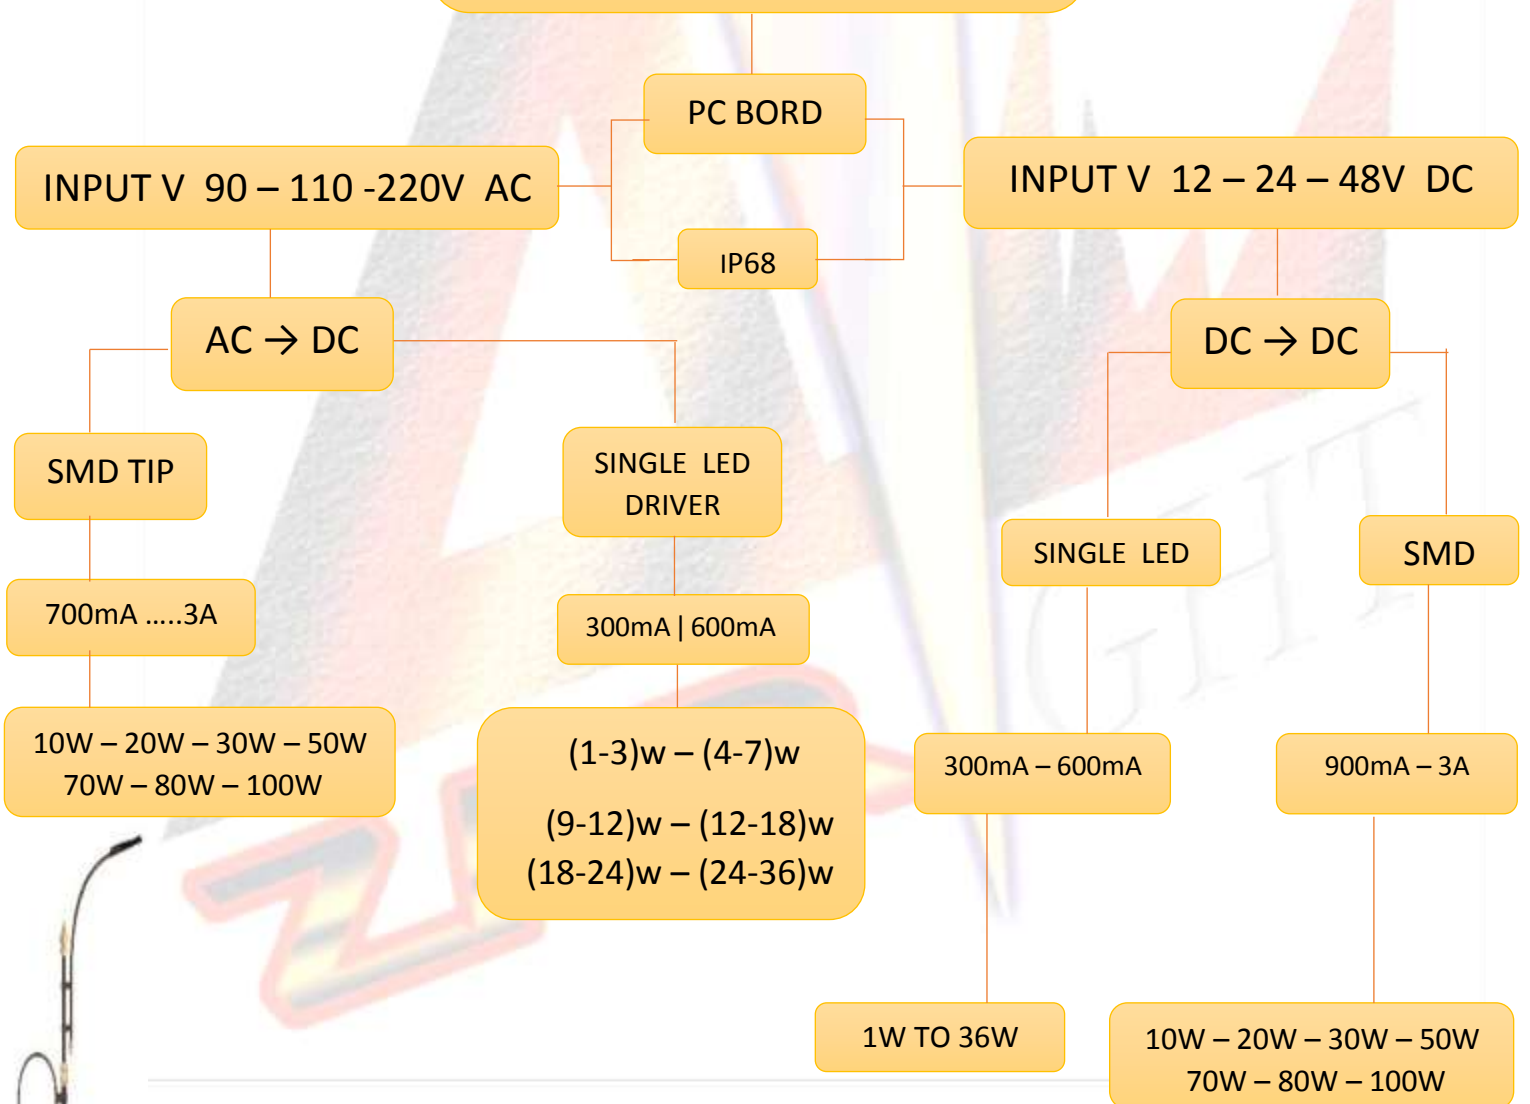 PC BORD
INPUT V 90 – 110 -220V AC
INPUT V 12 – 24 – 48V DC
IP68
AC → DC
DC → DC
SMD TIP
SINGLE LED
DRIVER
SINGLE LED
SMD
700mA .....3A
300mA | 600mA
10W – 20W – 30W – 50W
70W – 80W – 100W
(1-3)w – (4-7)w
(9-12)w – (12-18)w
(18-24)w – (24-36)w
300mA – 600mA
900mA – 3A
1W TO 36W
10W – 20W – 30W – 50W
70W – 80W – 100W
GHT